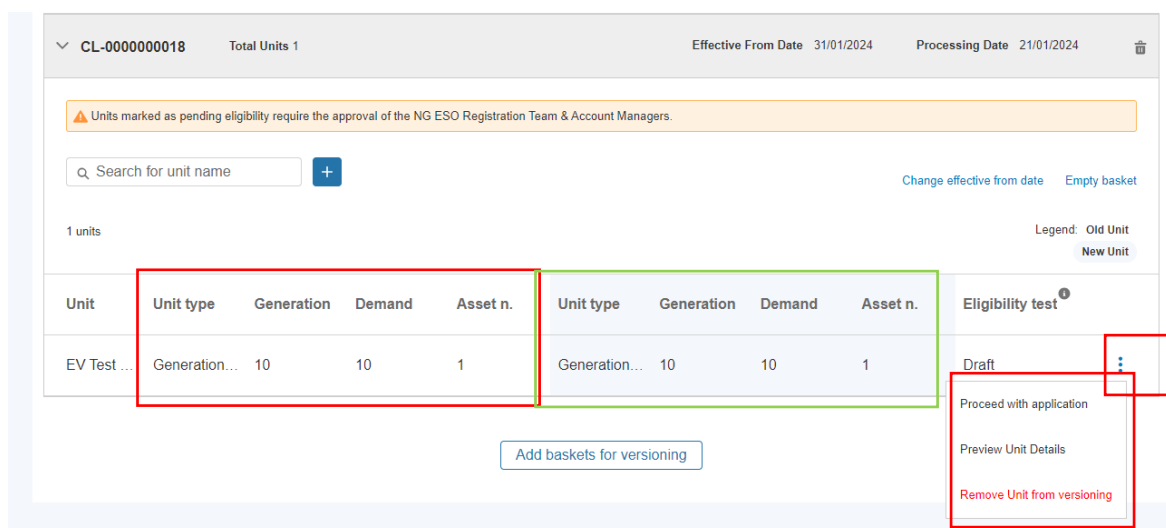 CL-0000000018 Total Units 1 Effective From Date 31/01/2024 Processing Date 21/01/2024
Units marked as pending eligibility require the approval of the NG ESO Registration Team & Account Managers.
Search for unit name +
Change effective from date Empty basket
1 units Legend: Old Unit
New Unit
Unit Unit type Generation Demand Asset n. Unit type Generation Demand Asset n. Eligibility test
EV Test ... Generation... 10 10 1 Generation... 10 10 1 Draft
Proceed with application
Preview Unit Details
Remove Unit from versioning
Add baskets for versioning